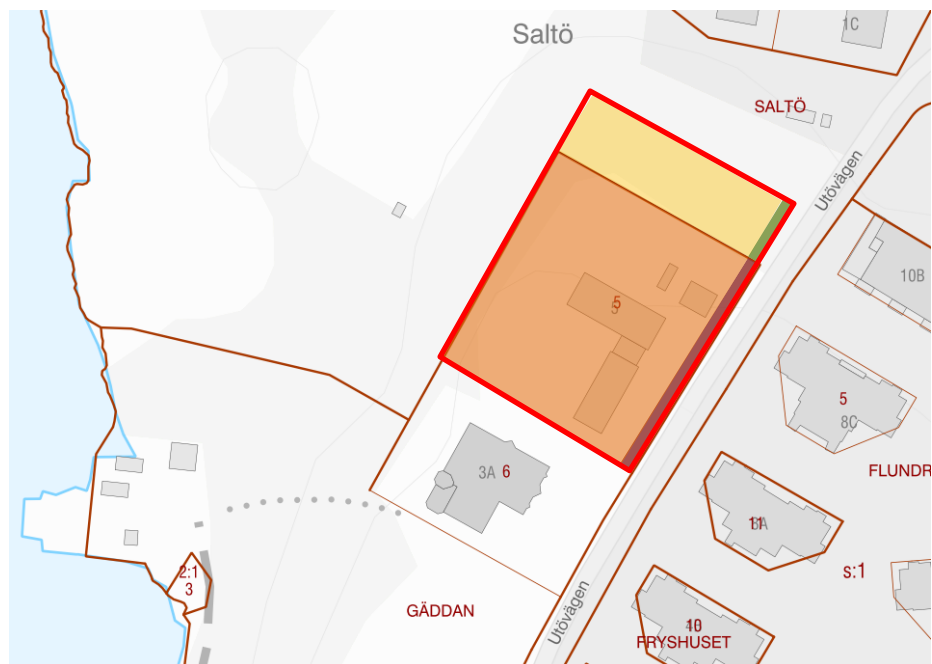 Saltö
1C
SALTÖ
Utövägen
10B
5
5
8C
3A 6
FLUNDR
11
s:1
2:1
3
GÄDDAN
Utövägen
10
FRYSHUSET